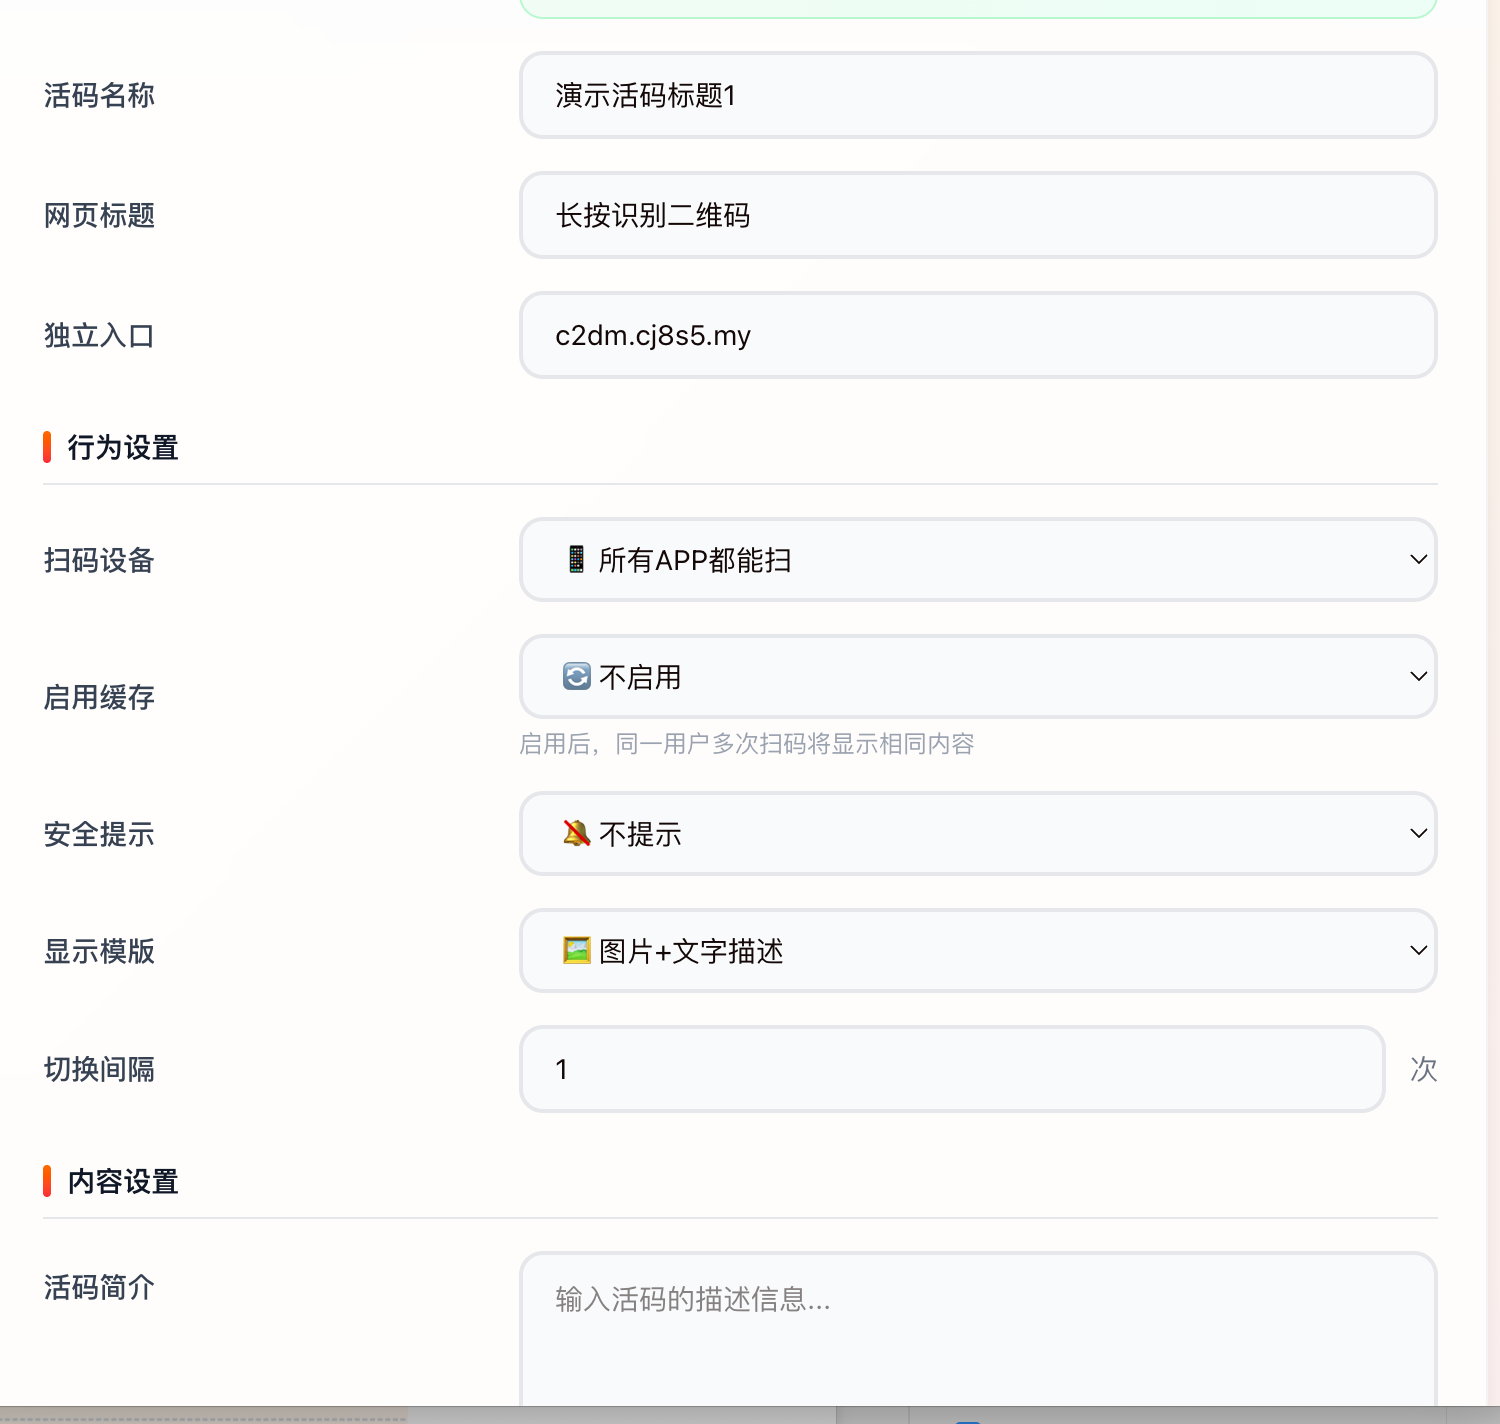 活码名称
演示活码标题1
网页标题
长按识别二维码
独立入口
c2dm.cj8s5.my
行为设置
扫码设备
📱 所有APP都能扫
启用缓存
🔄 不启用
启用后，同一用户多次扫码将显示相同内容
安全提示
🔕 不提示
显示模版
🖼️ 图片+文字描述
切换间隔
1
次
内容设置
活码简介
输入活码的描述信息...